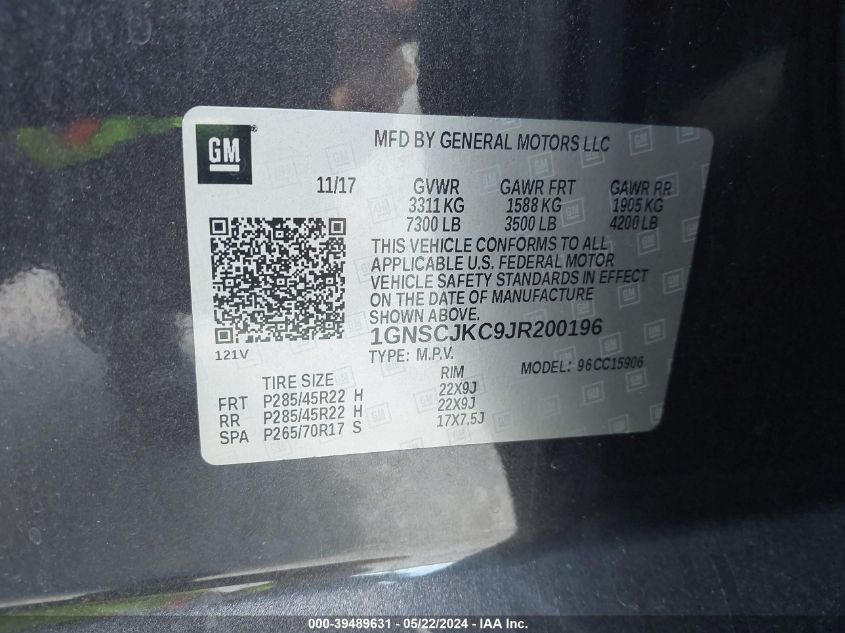 GM ®
MFD BY GENERAL MOTORS LLC
11/17 GVWR GAWR FRT GAWR RR
3311 KG 1588 KG 1905 KG
7300 LB 3500 LB 4200 LB
THIS VEHICLE CONFORMS TO ALL
APPLICABLE U.S. FEDERAL MOTOR
VEHICLE SAFETY STANDARDS IN EFFECT
ON THE DATE OF MANUFACTURE
SHOWN ABOVE.
1GNSCJKC9JR200196
121V
TYPE: M.P.V. MODEL: 96CC15906
TIRE SIZE RIM
FRT P285/45R22 H 22X9J
RR P285/45R22 H 22X9J
SPA P265/70R17 S 17X7.5J
000-39489631 - 05/22/2024 - IAA Inc.